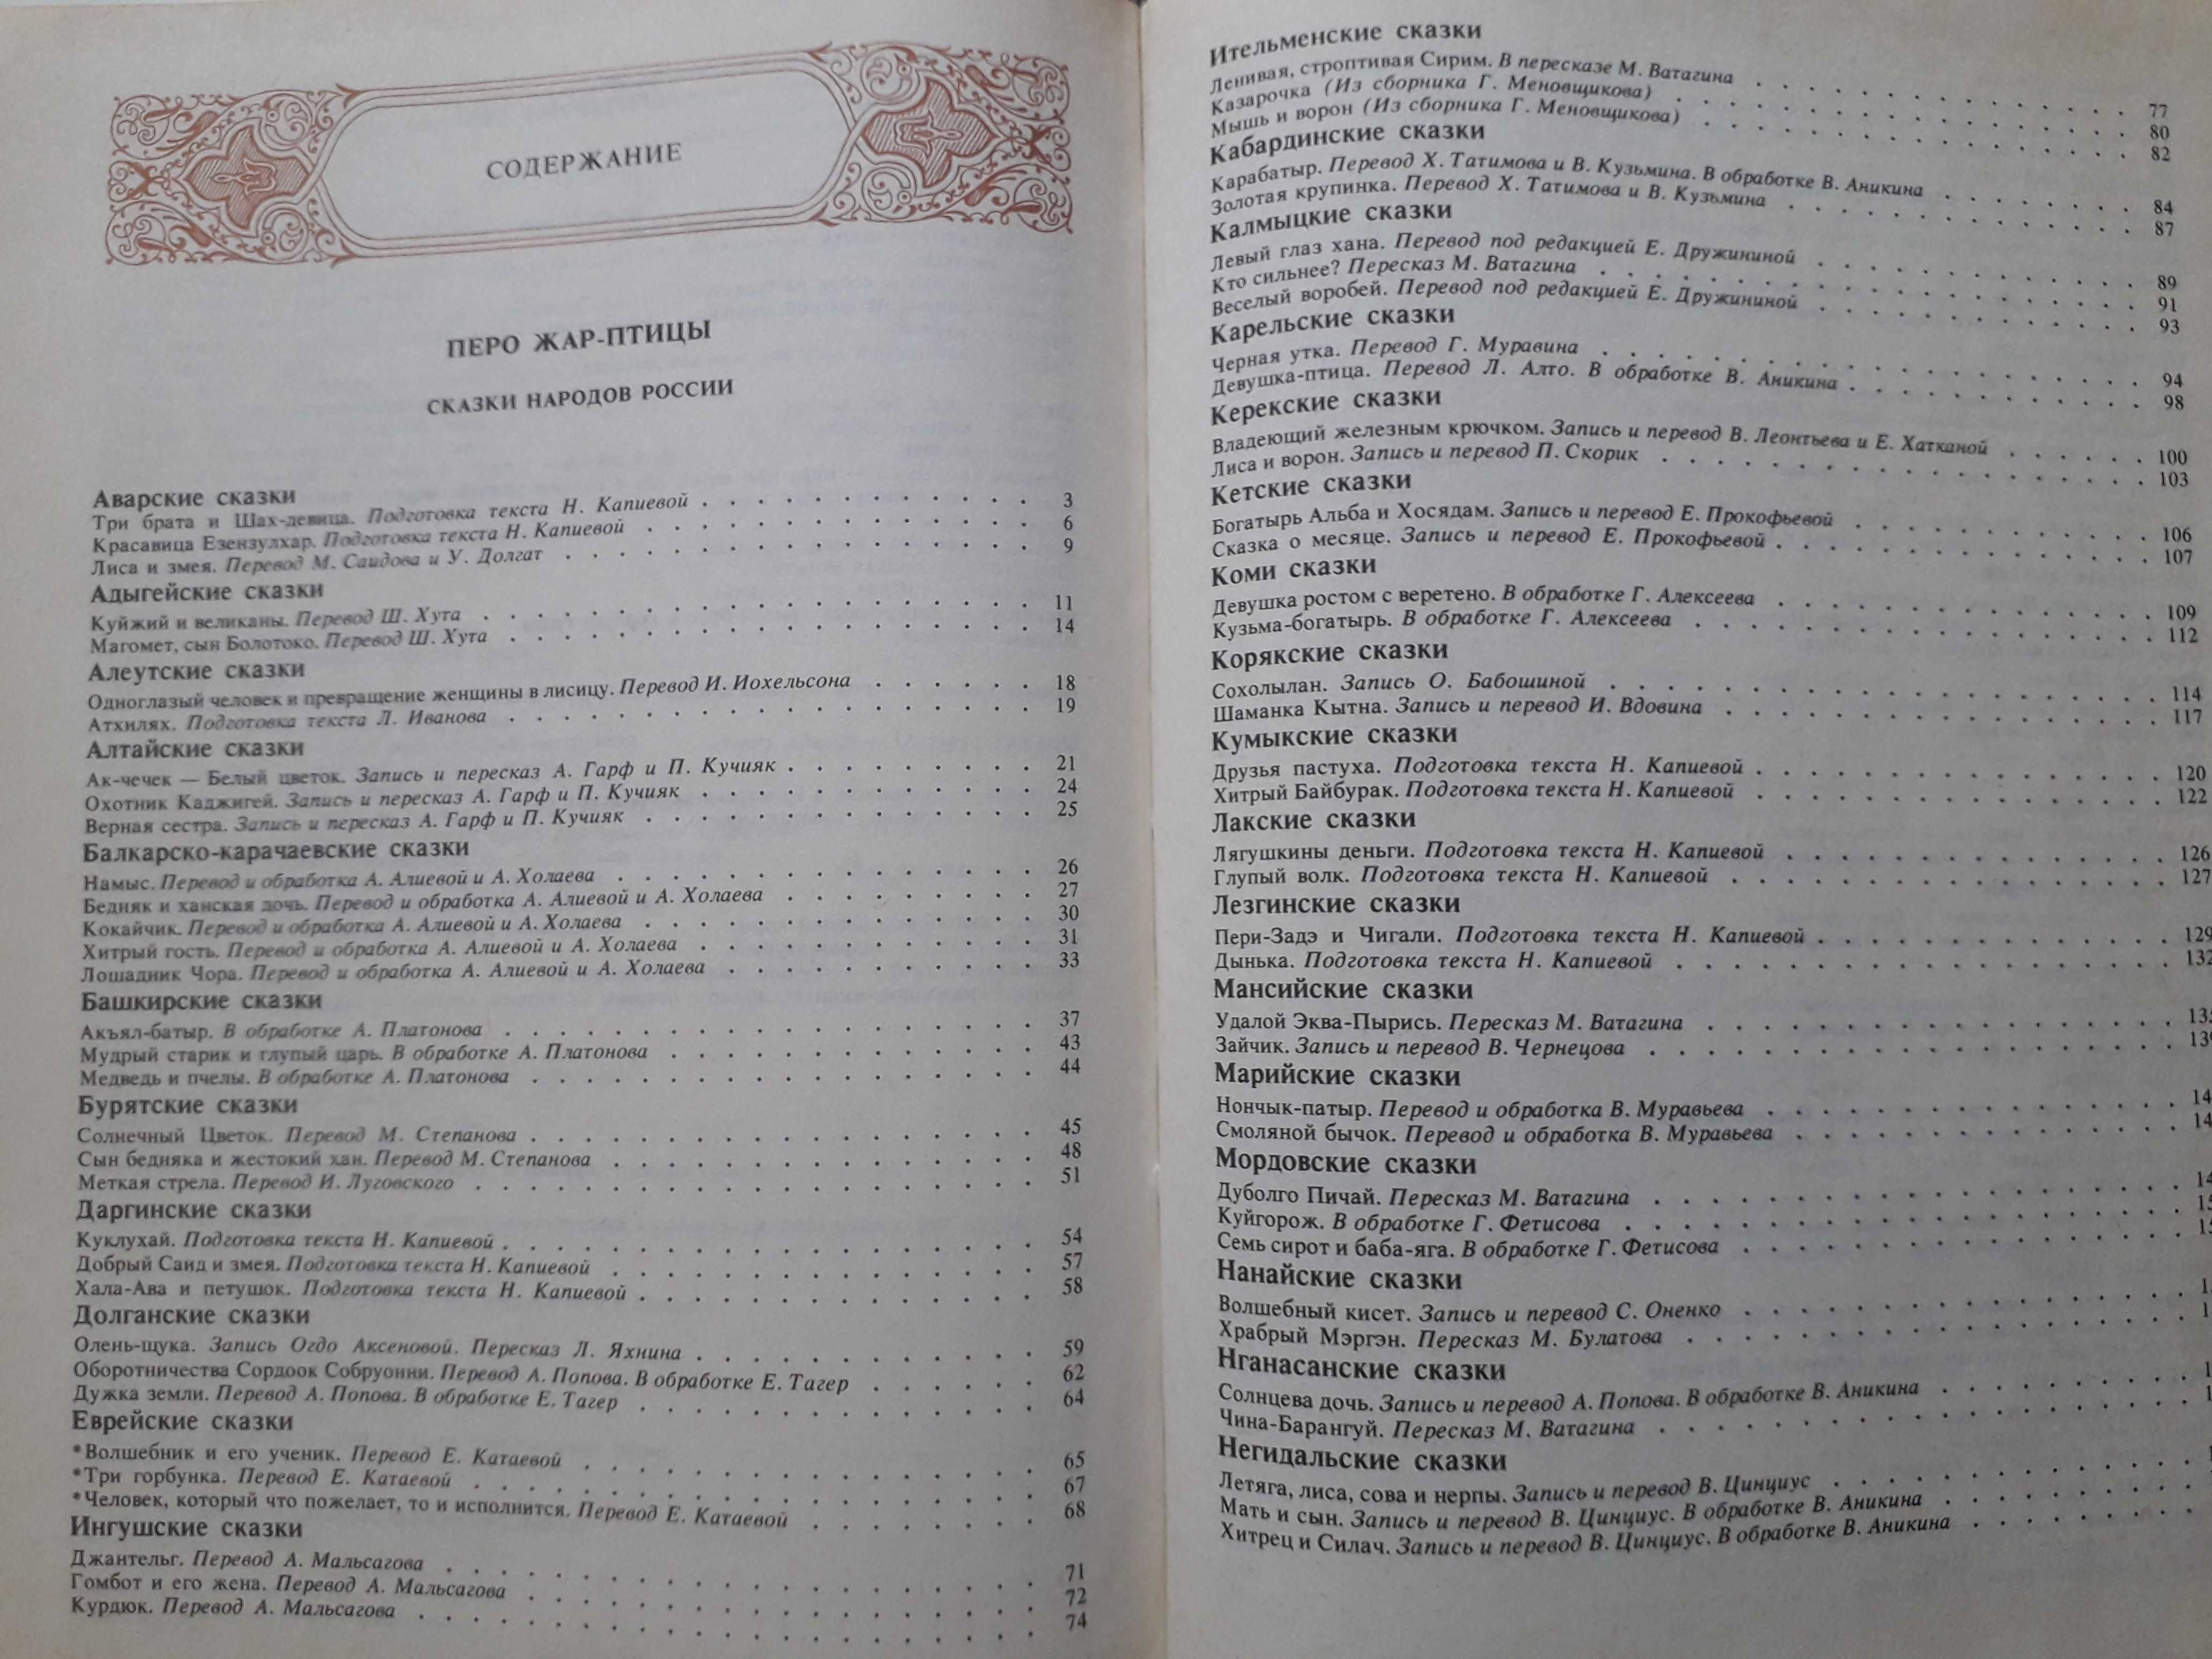 СОДЕРЖАНИЕ
ПЕРО ЖАР-ПТИЦЫ
СКАЗКИ НАРОДОВ РОССИИ
Аварские сказки
Три брата и Шах-девица. Подготовка текста Н. Капиевой . . . . . . . . . . . . 3
Красавица Езензулхар. Подготовка текста Н. Капиевой . . . . . . . . . . . . 6
Лиса и змея. Перевод М. Саидова и У. Долгат . . . . . . . . . . . . 9
Адыгейские сказки
Куйжий и великаны. Перевод Ш. Хута . . . . . . . . . . . . 11
Магомет, сын Болотоко. Перевод Ш. Хута . . . . . . . . . . . . 14
Алеутские сказки
Одноглазый человек и превращение женщины в лисицу. Перевод И. Иохельсона . . . . . . 18
Атхилях. Подготовка текста Л. Иванова . . . . . . . . . . . . 19
Алтайские сказки
Ак-чечек — Белый цветок. Запись и пересказ А. Гарф и П. Кучияк . . . . . . . . . 21
Охотник Каджигей. Запись и пересказ А. Гарф и П. Кучияк . . . . . . . . . . . . 24
Верная сестра. Запись и пересказ А. Гарф и П. Кучияк . . . . . . . . . . . . 25
Балкарско-карачаевские сказки
Намыс. Перевод и обработка А. Алиевой и А. Холаева . . . . . . . . . . . . 26
Бедняк и ханская дочь. Перевод и обработка А. Алиевой и А. Холаева . . . . . . . . . 27
Кокайчик. Перевод и обработка А. Алиевой и А. Холаева . . . . . . . . . . . . 30
Хитрый гость. Перевод и обработка А. Алиевой и А. Холаева . . . . . . . . . . . . 31
Лошадник Чора. Перевод и обработка А. Алиевой и А. Холаева . . . . . . . . . . . . 33
Башкирские сказки
Акъял-батыр. В обработке А. Платонова . . . . . . . . . . . . 37
Мудрый старик и глупый царь. В обработке А. Платонова . . . . . . . . . . . . 43
Медведь и пчелы. В обработке А. Платонова . . . . . . . . . . . . 44
Бурятские сказки
Солнечный Цветок. Перевод М. Степанова . . . . . . . . . . . . 45
Сын бедняка и жестокий хан. Перевод М. Степанова . . . . . . . . . . . . 48
Меткая стрела. Перевод И. Луговского . . . . . . . . . . . . 51
Даргинские сказки
Куклухай. Подготовка текста Н. Капиевой . . . . . . . . . . . . 54
Добрый Саид и змея. Подготовка текста Н. Капиевой . . . . . . . . . . . . 57
Хала-Ава и петушок. Подготовка текста Н. Капиевой . . . . . . . . . . . . 58
Долганские сказки
Олень-щука. Запись Огдо Аксеновой. Пересказ Л. Яхнина . . . . . . . . . . . . 59
Оборотничества Сордоок Собруонии. Перевод А. Попова. В обработке Е. Тагер . . . . . . 62
Дужка земли. Перевод А. Попова. В обработке Е. Тагер . . . . . . . . . . . . 64
Еврейские сказки
*Волшебник и его ученик. Перевод Е. Катаевой . . . . . . . . . . . . 65
*Три горбунка. Перевод Е. Катаевой . . . . . . . . . . . . 67
*Человек, который что пожелает, то и исполнится. Перевод Е. Катаевой . . . . . . . . . 68
Ингушские сказки
Джантельг. Перевод А. Мальсагова . . . . . . . . . . . . 71
Гомбот и его жена. Перевод А. Мальсагова . . . . . . . . . . . . 72
Курдюк. Перевод А. Мальсагова . . . . . . . . . . . . 74
Ительменские сказки
Ленивая, строптивая Сирим. В пересказе М. Ватагина . . . . . . . . . . . . 77
Казарочка (Из сборника Г. Меновщикова) . . . . . . . . . . . . 80
Мышь и ворон (Из сборника Г. Меновщикова) . . . . . . . . . . . . 82
Кабардинские сказки
Карабатыр. Перевод Х. Татимова и В. Кузьмина. В обработке В. Аникина . . . . . . . . 84
Золотая крупинка. Перевод Х. Татимова и В. Кузьмина . . . . . . . . . . . . 87
Калмыцкие сказки
Левый глаз хана. Перевод под редакцией Е. Дружининой . . . . . . . . . . . . 89
Кто сильнее? Пересказ М. Ватагина . . . . . . . . . . . . 91
Веселый воробей. Перевод под редакцией Е. Дружининой . . . . . . . . . . . . 93
Карельские сказки
Черная утка. Перевод Г. Муравина . . . . . . . . . . . . 94
Девушка-птица. Перевод Л. Алто. В обработке В. Аникина . . . . . . . . . . . . 98
Керекские сказки
Владеющий железным крючком. Запись и перевод В. Леонтьева и Е. Хатканой . . . . . . 100
Лиса и ворон. Запись и перевод П. Скорик . . . . . . . . . . . . 103
Кетские сказки
Богатырь Альба и Хосядам. Запись и перевод Е. Прокофьевой . . . . . . . . . . . . 106
Сказка о месяце. Запись и перевод Е. Прокофьевой . . . . . . . . . . . . 107
Коми сказки
Девушка ростом с веретено. В обработке Г. Алексеева . . . . . . . . . . . . 109
Кузьма-богатырь. В обработке Г. Алексеева . . . . . . . . . . . . 112
Корякские сказки
Сохолылан. Запись О. Бабошиной . . . . . . . . . . . . 114
Шаманка Кытна. Запись и перевод И. Вдовина . . . . . . . . . . . . 117
Кумыкские сказки
Друзья пастуха. Подготовка текста Н. Капиевой . . . . . . . . . . . . 120
Хитрый Байбурак. Подготовка текста Н. Капиевой . . . . . . . . . . . . 122
Лакские сказки
Лягушкины деньги. Подготовка текста Н. Капиевой . . . . . . . . . . . . 126
Глупый волк. Подготовка текста Н. Капиевой . . . . . . . . . . . . 127
Лезгинские сказки
Пери-Задэ и Чигали. Подготовка текста Н. Капиевой . . . . . . . . . . . . 129
Дынька. Подготовка текста Н. Капиевой . . . . . . . . . . . . 132
Мансийские сказки
Удалой Эква-Пырись. Пересказ М. Ватагина . . . . . . . . . . . .
Зайчик. Запись и перевод В. Чернецова . . . . . . . . . . . .
Марийские сказки
Нончык-патыр. Перевод и обработка В. Муравьева . . . . . . . . . . . .
Смоляной бычок. Перевод и обработка В. Муравьева . . . . . . . . . . . .
Мордовские сказки
Дуболго Пичай. Пересказ М. Ватагина . . . . . . . . . . . .
Куйгорож. В обработке Г. Фетисова . . . . . . . . . . . .
Семь сирот и баба-яга. В обработке Г. Фетисова . . . . . . . . . . . .
Нанайские сказки
Волшебный кисет. Запись и перевод С. Оненко . . . . . . . . . . . .
Храбрый Мэргэн. Пересказ М. Булатова . . . . . . . . . . . .
Нганасанские сказки
Солнцева дочь. Запись и перевод А. Попова. В обработке В. Аникина . . . . . . . . .
Чина-Барангуй. Пересказ М. Ватагина . . . . . . . . . . . .
Негидальские сказки
Летяга, лиса, сова и нерпы. Запись и перевод В. Цинциус . . . . . . . . . . . .
Мать и сын. Запись и перевод В. Цинциус. В обработке В. Аникина . . . . . . . . .
Хитрец и Силач. Запись и перевод В. Цинциус. В обработке В. Аникина . . . . . . . .